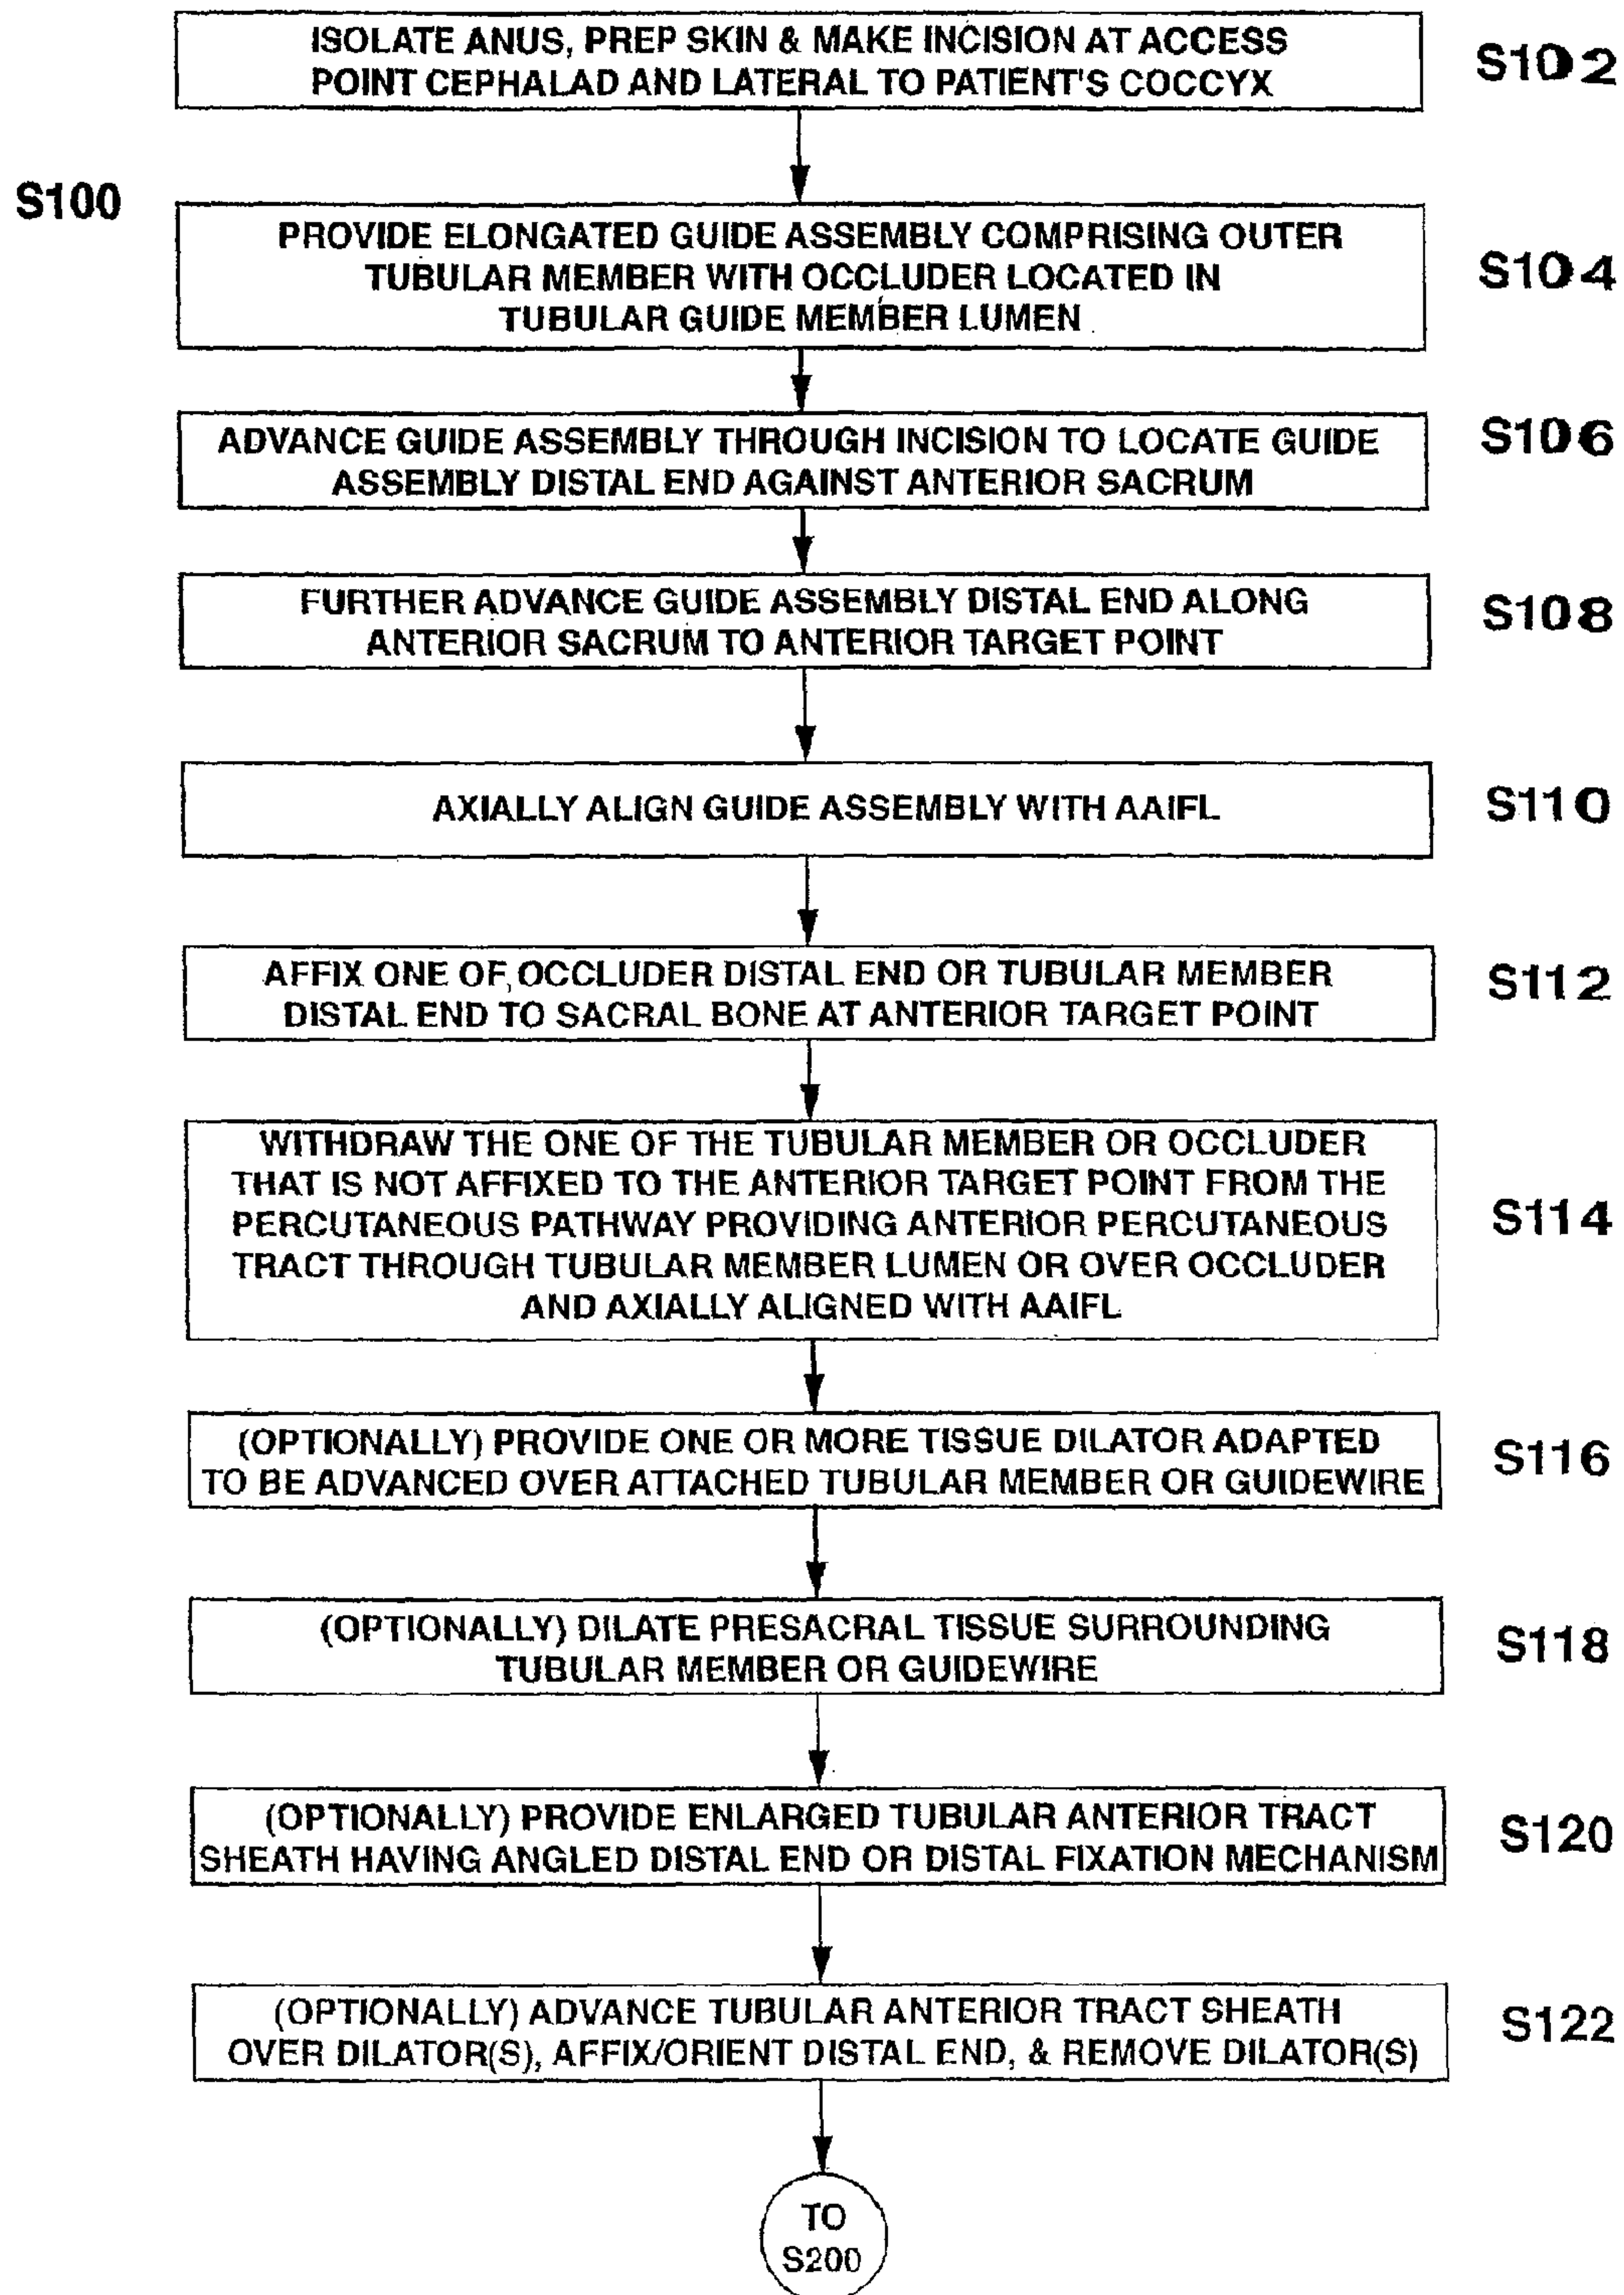 ISOLATE ANUS, PREP SKIN & MAKE INCISION AT ACCESS
POINT CEPHALAD AND LATERAL TO PATIENT'S COCCYX
S102
S100
PROVIDE ELONGATED GUIDE ASSEMBLY COMPRISING OUTER
TUBULAR MEMBER WITH OCCLUDER LOCATED IN
TUBULAR GUIDE MEMBER LUMEN
S104
ADVANCE GUIDE ASSEMBLY THROUGH INCISION TO LOCATE GUIDE
ASSEMBLY DISTAL END AGAINST ANTERIOR SACRUM
S106
FURTHER ADVANCE GUIDE ASSEMBLY DISTAL END ALONG
ANTERIOR SACRUM TO ANTERIOR TARGET POINT
S108
AXIALLY ALIGN GUIDE ASSEMBLY WITH AAIFL
S110
AFFIX ONE OF OCCLUDER DISTAL END OR TUBULAR MEMBER
DISTAL END TO SACRAL BONE AT ANTERIOR TARGET POINT
S112
WITHDRAW THE ONE OF THE TUBULAR MEMBER OR OCCLUDER
THAT IS NOT AFFIXED TO THE ANTERIOR TARGET POINT FROM THE
PERCUTANEOUS PATHWAY PROVIDING ANTERIOR PERCUTANEOUS
TRACT THROUGH TUBULAR MEMBER LUMEN OR OVER OCCLUDER
AND AXIALLY ALIGNED WITH AAIFL
S114
(OPTIONALLY) PROVIDE ONE OR MORE TISSUE DILATOR ADAPTED
TO BE ADVANCED OVER ATTACHED TUBULAR MEMBER OR GUIDEWIRE
S116
(OPTIONALLY) DILATE PRESACRAL TISSUE SURROUNDING
TUBULAR MEMBER OR GUIDEWIRE
S118
(OPTIONALLY) PROVIDE ENLARGED TUBULAR ANTERIOR TRACT
SHEATH HAVING ANGLED DISTAL END OR DISTAL FIXATION MECHANISM
S120
(OPTIONALLY) ADVANCE TUBULAR ANTERIOR TRACT SHEATH
OVER DILATOR(S), AFFIX/ORIENT DISTAL END, & REMOVE DILATOR(S)
S122
TO
S200